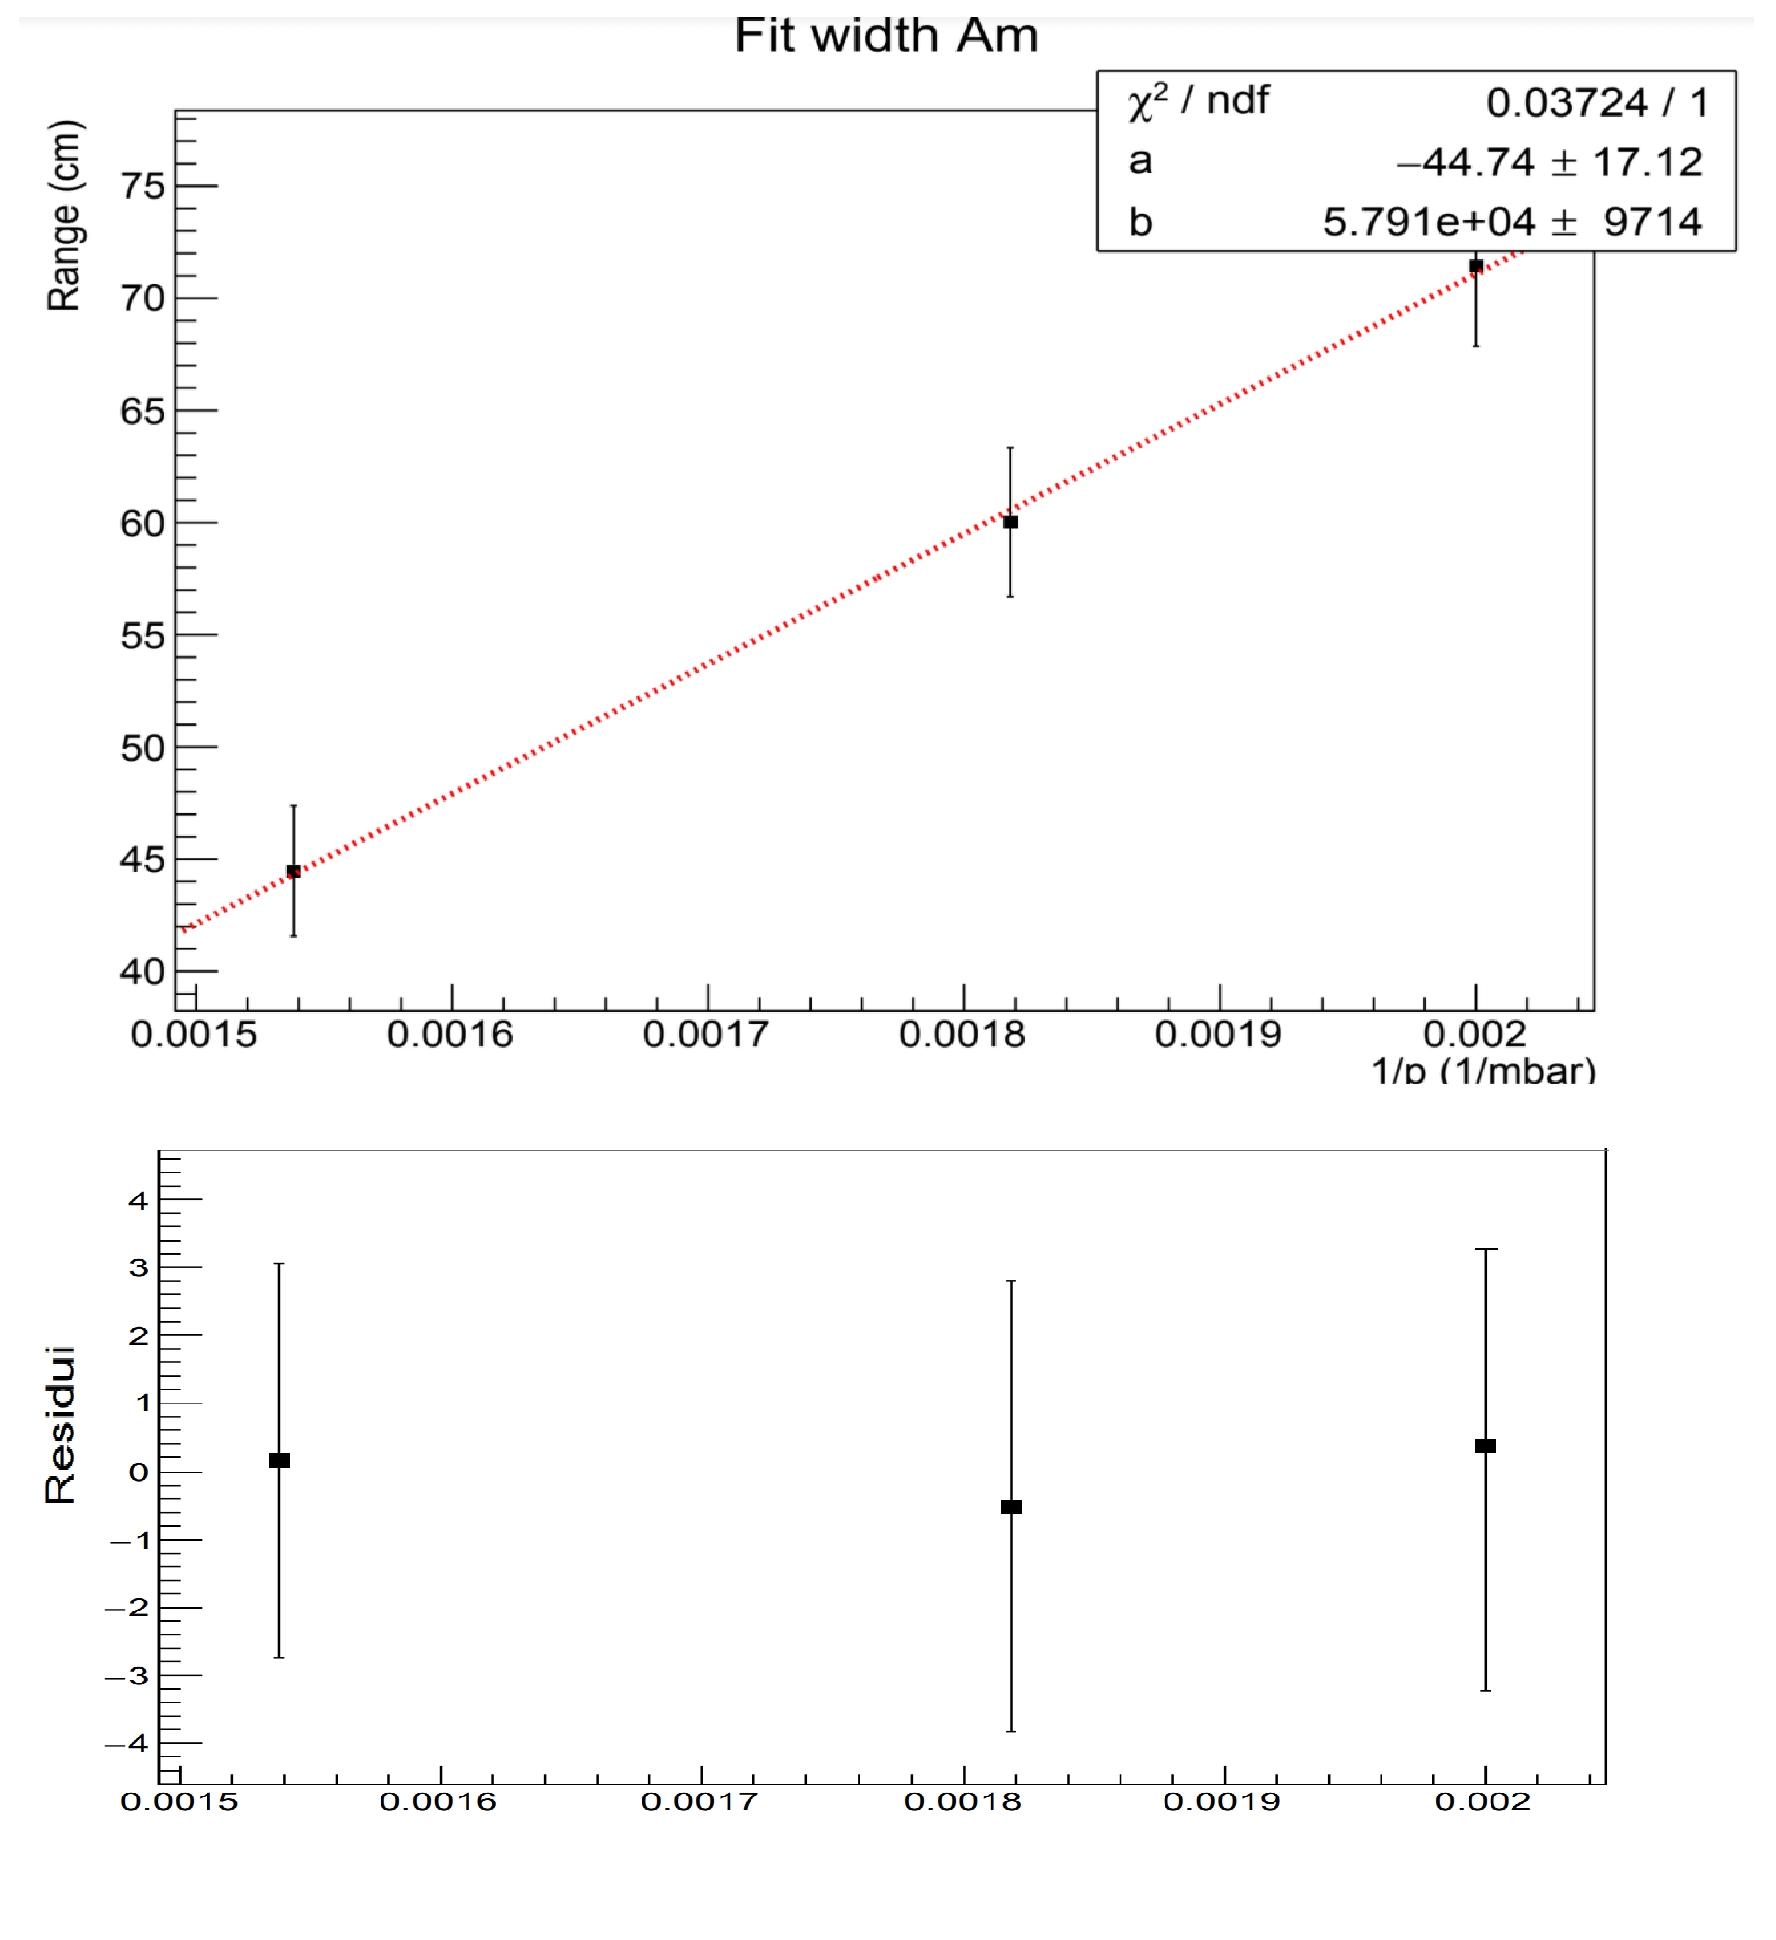 Fit width Am
χ² / ndf 0.03724 / 1
a −44.74 ± 17.12
b 5.791e+04 ± 9714
Range (cm)
75
70
65
60
55
50
45
40
0.0015 0.0016 0.0017 0.0018 0.0019 0.002
1/p (1/mbar)
Residui
4
3
2
1
0
−1
−2
−3
−4
0.0015 0.0016 0.0017 0.0018 0.0019 0.002